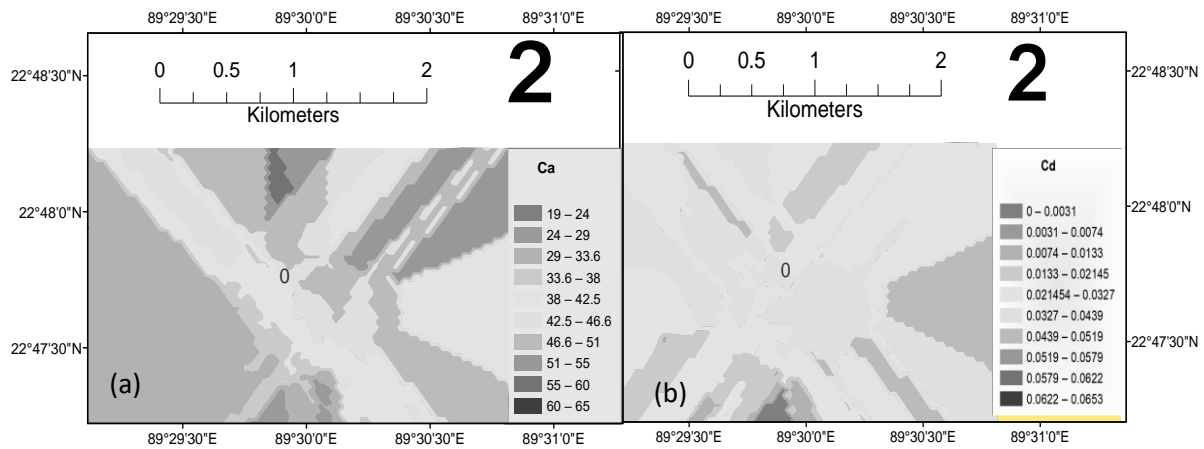 89°29'30"E 89°30'0"E 89°30'30"E 89°31'0"E
89°29'30"E 89°30'0"E 89°30'30"E 89°31'0"E
22°48'30"N
22°48'0"N
22°47'30"N
0 0.5 1 2
Kilometers
2
0
(a)
Ca
19 – 24
24 – 29
29 – 33.6
33.6 – 38
38 – 42.5
42.5 – 46.6
46.6 – 51
51 – 55
55 – 60
60 – 65
0 0.5 1 2
Kilometers
2
0
(b)
Cd
0 – 0.0031
0.0031 – 0.0074
0.0074 – 0.0133
0.0133 – 0.02145
0.021454 – 0.0327
0.0327 – 0.0439
0.0439 – 0.0519
0.0519 – 0.0579
0.0579 – 0.0622
0.0622 – 0.0653
22°48'30"N
22°48'0"N
22°47'30"N
89°29'30"E 89°30'0"E 89°30'30"E 89°31'0"E
89°29'30"E 89°30'0"E 89°30'30"E 89°31'0"E